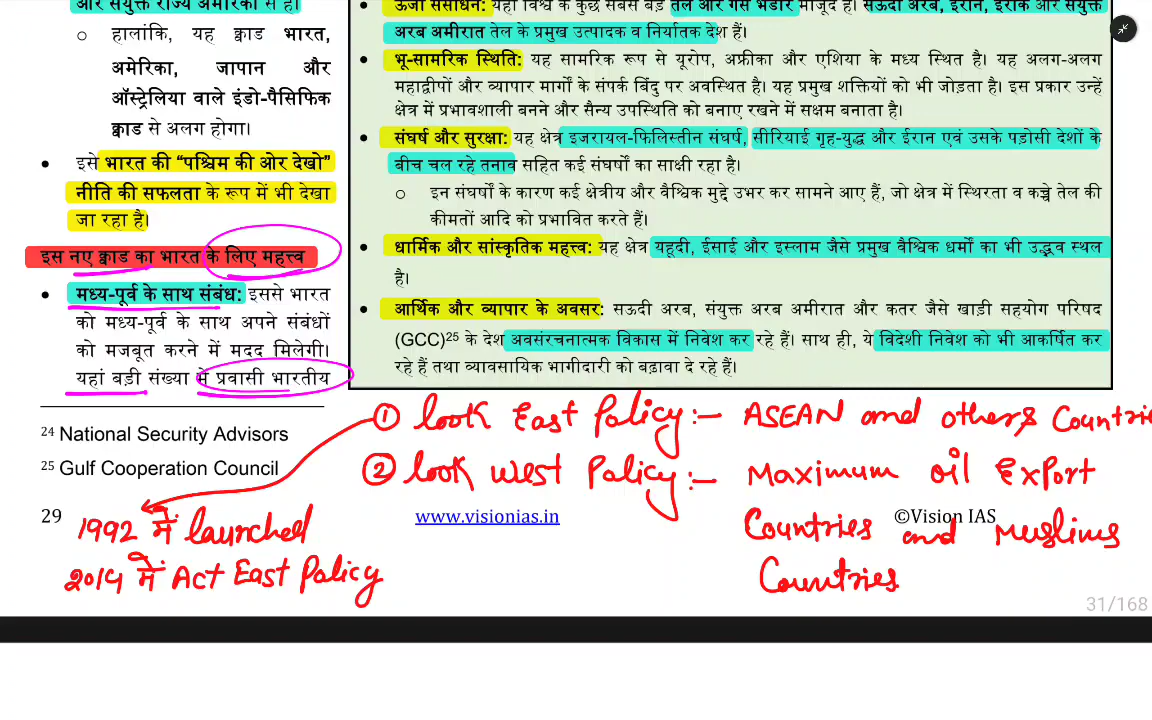 और संयुक्त राज्य अमेरिका से है।
○ हालांकि, यह क्वाड भारत,
अमेरिका, जापान और
ऑस्ट्रेलिया वाले इंडो-पैसिफिक
क्वाड से अलग होगा।
• इसे भारत की "पश्चिम की ओर देखो"
नीति की सफलता के रूप में भी देखा
जा रहा है।
इस नए क्वाड का भारत के लिए महत्त्व
• मध्य-पूर्व के साथ संबंध: इससे भारत
को मध्य-पूर्व के साथ अपने संबंधों
को मजबूत करने में मदद मिलेगी।
यहां बड़ी संख्या में प्रवासी भारतीय
ऊर्जा संसाधन: यहां विश्व के कुछ सबसे बड़े तेल और गैस भंडार मौजूद हैं। सऊदी अरब, ईरान, इराक और संयुक्त
अरब अमीरात तेल के प्रमुख उत्पादक व निर्यातक देश हैं।
• भू-सामरिक स्थिति: यह सामरिक रूप से यूरोप, अफ्रीका और एशिया के मध्य स्थित है। यह अलग-अलग
महाद्वीपों और व्यापार मार्गों के संपर्क बिंदु पर अवस्थित है। यह प्रमुख शक्तियों को भी जोड़ता है। इस प्रकार उन्हें
क्षेत्र में प्रभावशाली बनने और सैन्य उपस्थिति को बनाए रखने में सक्षम बनाता है।
• संघर्ष और सुरक्षा: यह क्षेत्र इजरायल-फिलिस्तीन संघर्ष, सीरियाई गृह-युद्ध और ईरान एवं उसके पड़ोसी देशों के
बीच चल रहे तनाव सहित कई संघर्षों का साक्षी रहा है।
○ इन संघर्षों के कारण कई क्षेत्रीय और वैश्विक मुद्दे उभर कर सामने आए हैं, जो क्षेत्र में स्थिरता व कच्चे तेल की
कीमतों आदि को प्रभावित करते हैं।
• धार्मिक और सांस्कृतिक महत्त्व: यह क्षेत्र यहूदी, ईसाई और इस्लाम जैसे प्रमुख वैश्विक धर्मों का भी उद्भव स्थल
है।
• आर्थिक और व्यापार के अवसर: सऊदी अरब, संयुक्त अरब अमीरात और कतर जैसे खाड़ी सहयोग परिषद
(GCC)25 के देश अवसंरचनात्मक विकास में निवेश कर रहे हैं। साथ ही, ये विदेशी निवेश को भी आकर्षित कर
रहे हैं तथा व्यावसायिक भागीदारी को बढ़ावा दे रहे हैं।
① Look East Policy:- ASEAN and others Countrie
② Look West Policy:- Maximum oil Export
Countries and Muslims
Countries
24 National Security Advisors
25 Gulf Cooperation Council
1992 में launched
2014 में Act East Policy
29 www.visionias.in ©Vision IAS
31/168